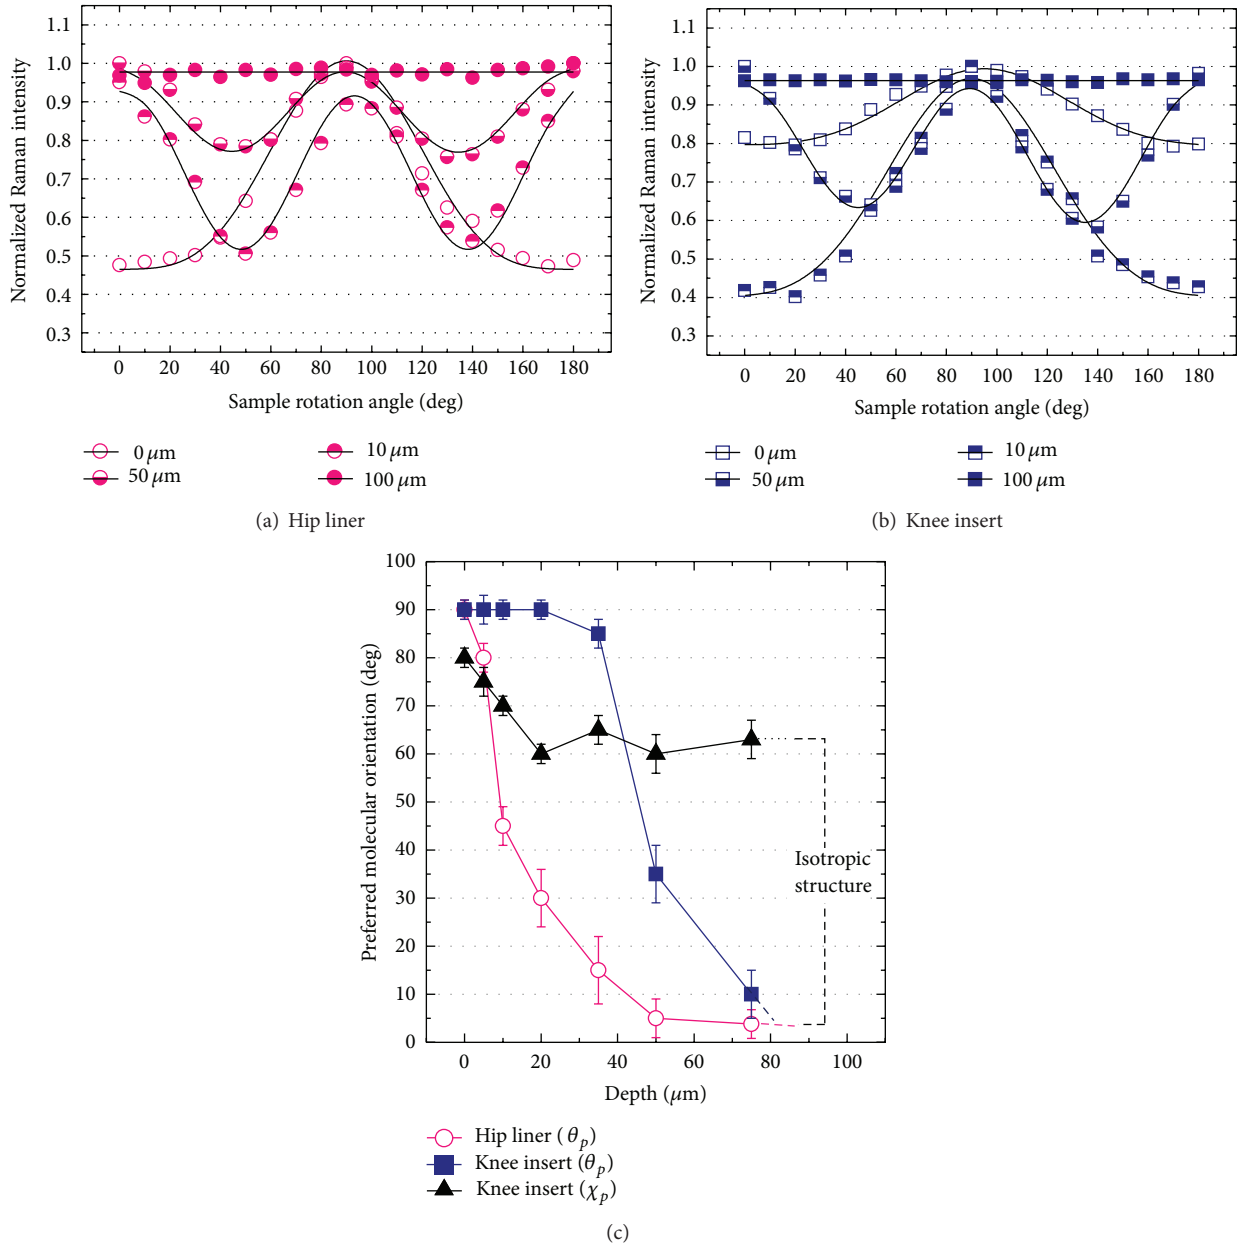 1.1
1.0
0.9
0.8
0.7
0.6
0.5
0.4
0.3
Normalized Raman intensity
0 20 40 60 80 100 120 140 160 180
Sample rotation angle (deg)
0 μm
10 μm
50 μm
100 μm
(a) Hip liner
1.1
1.0
0.9
0.8
0.7
0.6
0.5
0.4
0.3
Normalized Raman intensity
0 20 40 60 80 100 120 140 160 180
Sample rotation angle (deg)
0 μm
10 μm
50 μm
100 μm
(b) Knee insert
100
90
80
70
60
50
40
30
20
10
0
Preferred molecular orientation (deg)
Isotropic
structure
0 20 40 60 80 100
Depth (μm)
Hip liner (θp)
Knee insert (θp)
Knee insert (χp)
(c)